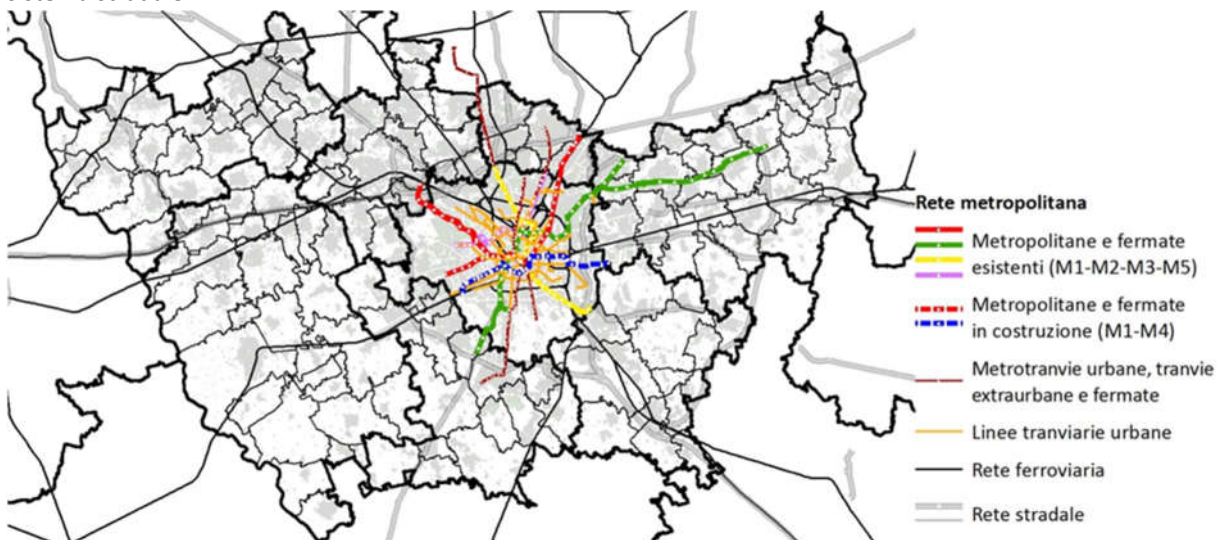 Rete metropolitana
Metropolitane e fermate
esistenti (M1-M2-M3-M5)
Metropolitane e fermate
in costruzione (M1-M4)
Metrotranvie urbane, tranvie
extraurbane e fermate
Linee tranviarie urbane
Rete ferroviaria
Rete stradale